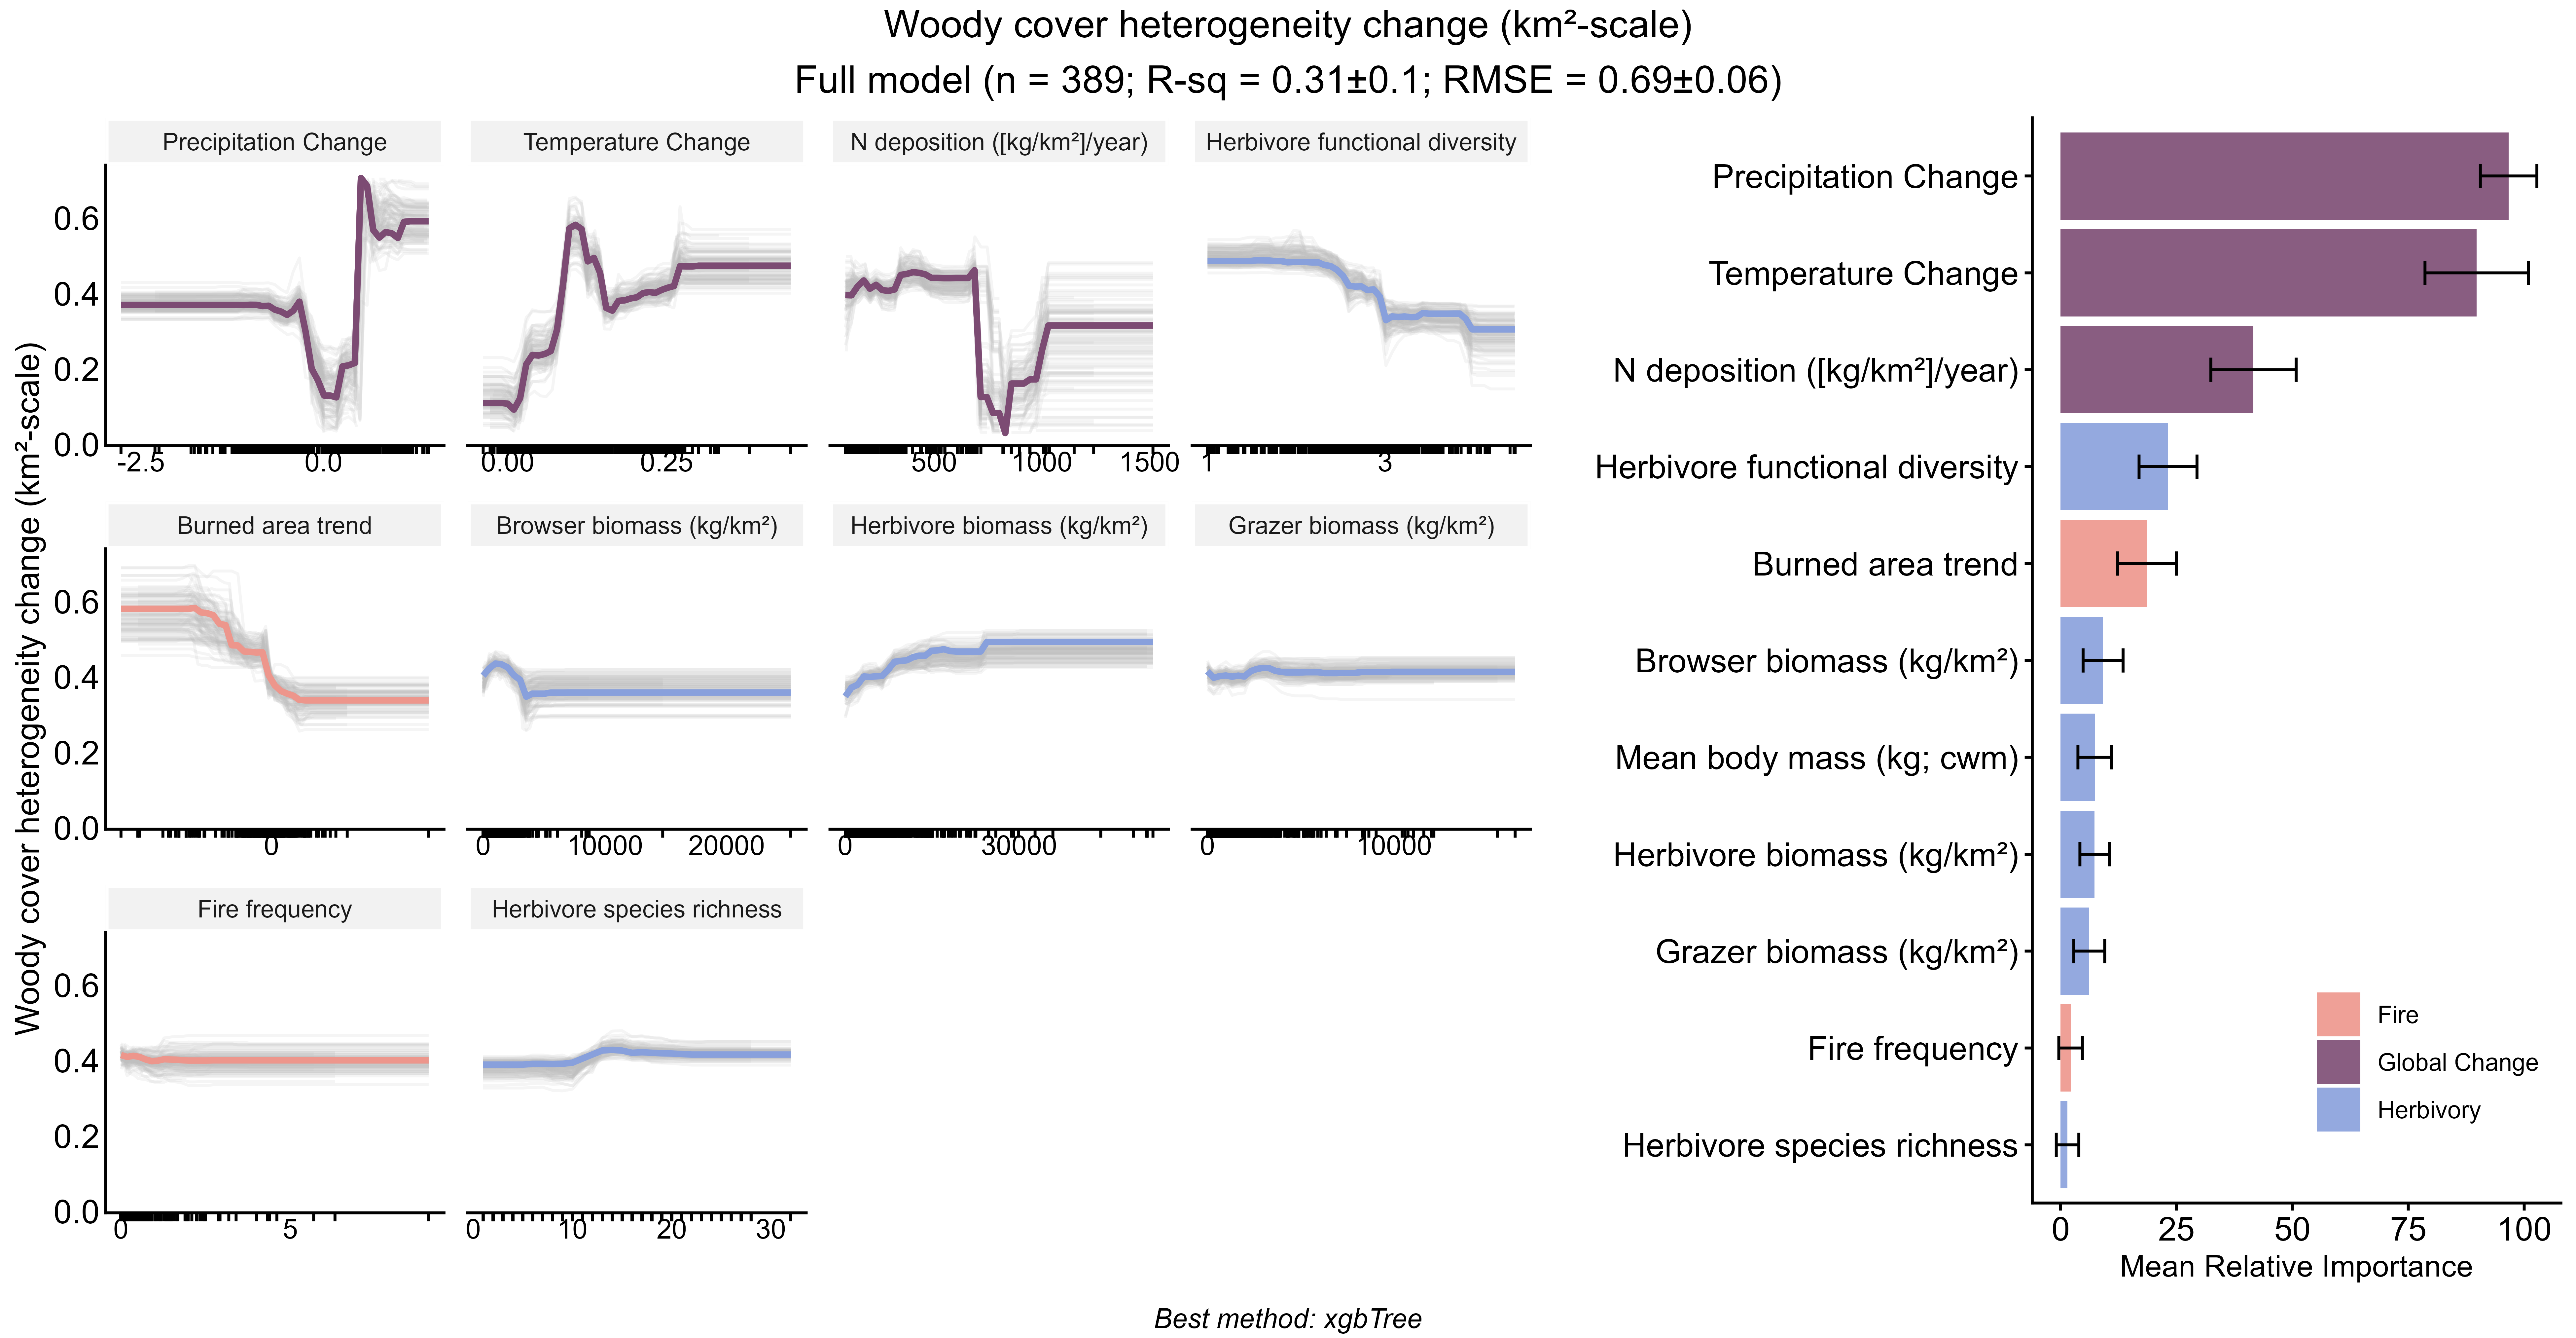 Woody cover heterogeneity change (km²-scale)
Full model (n = 389; R-sq = 0.31±0.1; RMSE = 0.69±0.06)
Woody cover heterogeneity change (km²-scale)
Precipitation Change
Temperature Change
N deposition ([kg/km²]/year)
Herbivore functional diversity
0.6
0.4
0.2
0.0
-2.5 0.0
0.00 0.25
500 1000 1500
1 3
Burned area trend
Browser biomass (kg/km²)
Herbivore biomass (kg/km²)
Grazer biomass (kg/km²)
0.6
0.4
0.2
0.0
0
0 10000 20000
0 30000
0 10000
Fire frequency
Herbivore species richness
0.6
0.4
0.2
0.0
0 5
0 10 20 30
Precipitation Change
Temperature Change
N deposition ([kg/km²]/year)
Herbivore functional diversity
Burned area trend
Browser biomass (kg/km²)
Mean body mass (kg; cwm)
Herbivore biomass (kg/km²)
Grazer biomass (kg/km²)
Fire frequency
Herbivore species richness
0 25 50 75 100
Mean Relative Importance
Fire
Global Change
Herbivory
Best method: xgbTree